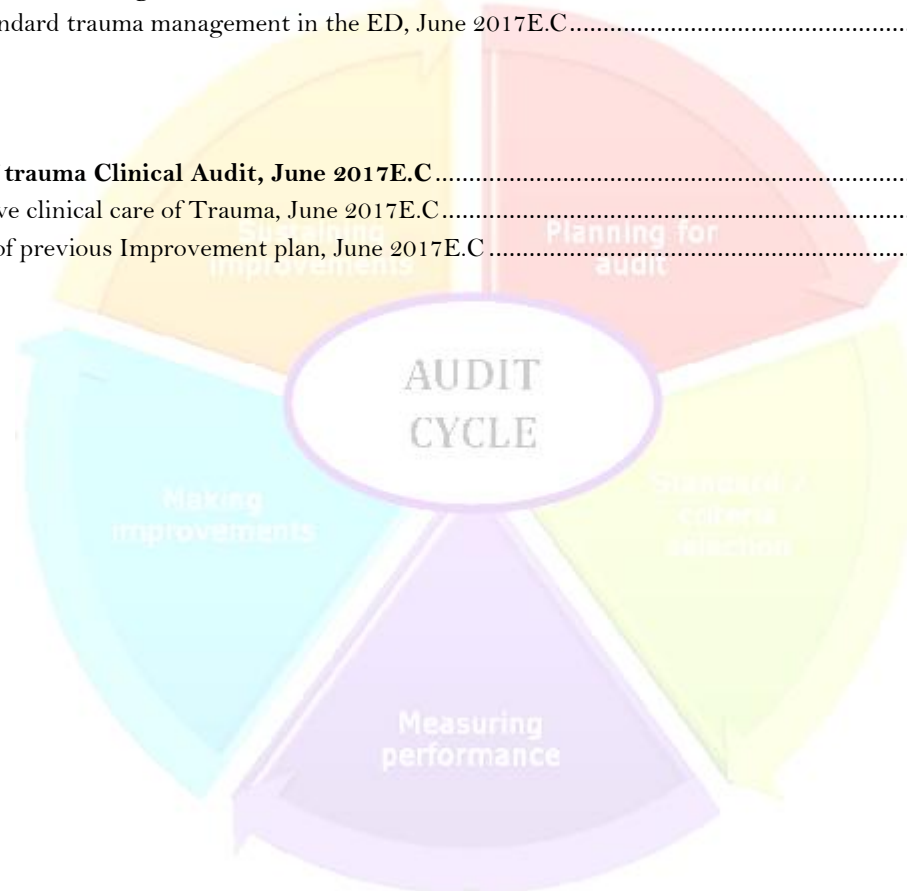 ndard trauma management in the ED, June 2017E.C
trauma Clinical Audit, June 2017E.C
ve clinical care of Trauma, June 2017E.C
of previous Improvement plan, June 2017E.C
Sustaining
improvements
Planning for
audit
AUDIT
CYCLE
Standard /
criteria
selection
Making
improvements
Measuring
performance